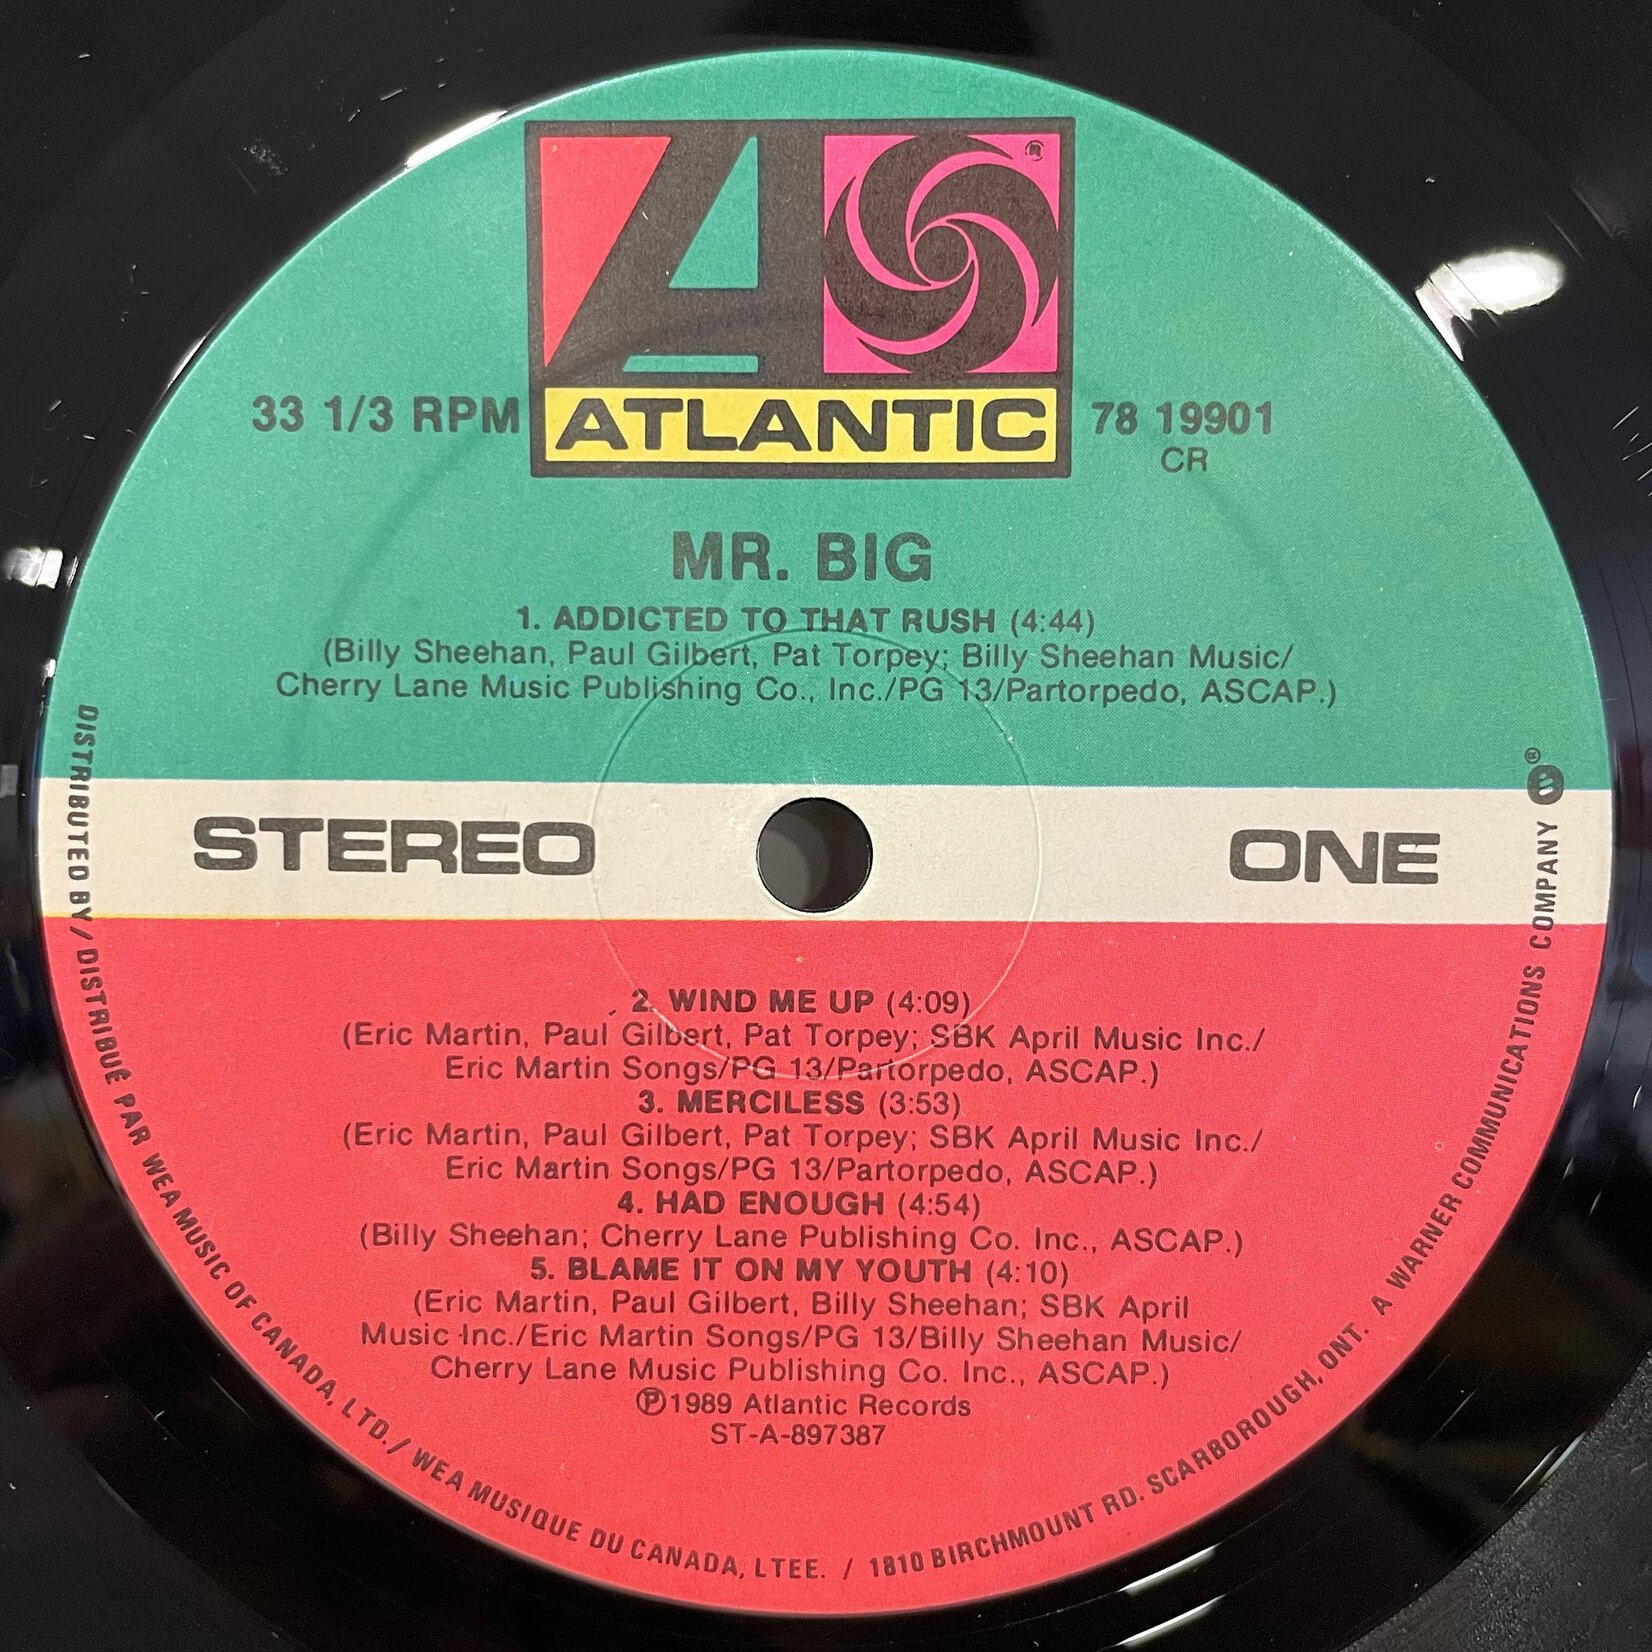 ATLANTIC
®
33 1/3 RPM
78 19901
CR
MR. BIG
1. ADDICTED TO THAT RUSH (4:44)
(Billy Sheehan, Paul Gilbert, Pat Torpey; Billy Sheehan Music/
Cherry Lane Music Publishing Co., Inc./PG 13/Partorpedo, ASCAP.)
STEREO
ONE
2. WIND ME UP (4:09)
(Eric Martin, Paul Gilbert, Pat Torpey; SBK April Music Inc./
Eric Martin Songs/PG 13/Partorpedo, ASCAP.)
3. MERCILESS (3:53)
(Eric Martin, Paul Gilbert, Pat Torpey; SBK April Music Inc./
Eric Martin Songs/PG 13/Partorpedo, ASCAP.)
4. HAD ENOUGH (4:54)
(Billy Sheehan; Cherry Lane Music Publishing Co. Inc., ASCAP.)
5. BLAME IT ON MY YOUTH (4:10)
(Eric Martin, Paul Gilbert, Billy Sheehan; SBK April
Music Inc./Eric Martin Songs/PG 13/Billy Sheehan Music/
Cherry Lane Music Publishing Co. Inc., ASCAP.)
℗1989 Atlantic Records
ST-A-897387
DISTRIBUTED BY / DISTRIBUÉ PAR WEA MUSIC OF CANADA, LTD. / WEA MUSIQUE DU CANADA, LTEE. / 1810 BIRCHMOUNT RD. SCARBOROUGH, ONT. A WARNER COMMUNICATIONS COMPANY ®